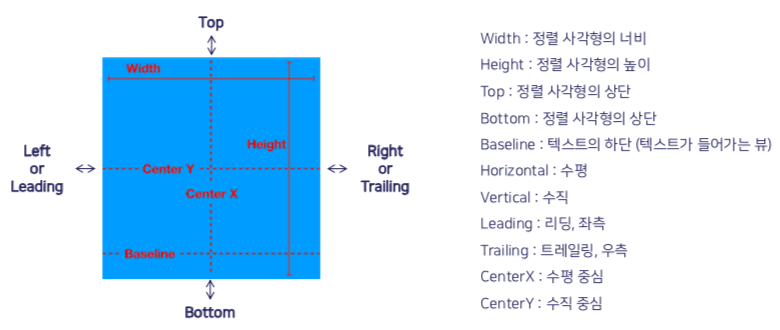 Top
Width
Height
Left
or
Leading
Right
or
Trailing
Center Y
Center X
Baseline
Bottom
Width : 정렬 사각형의 너비
Height : 정렬 사각형의 높이
Top : 정렬 사각형의 상단
Bottom : 정렬 사각형의 상단
Baseline : 텍스트의 하단 (텍스트가 들어가는 뷰)
Horizontal : 수평
Vertical : 수직
Leading : 리딩, 좌측
Trailing : 트레일링, 우측
CenterX : 수평 중심
CenterY : 수직 중심